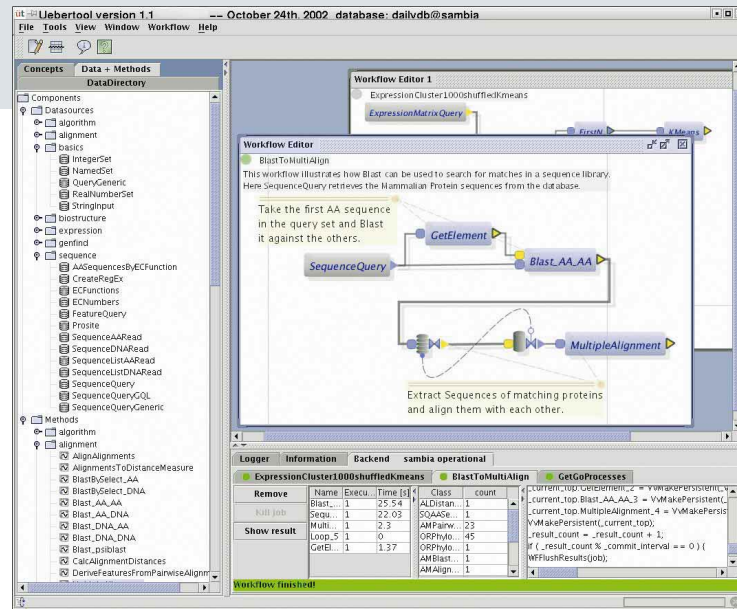 Uebertool version 1.1 -- October 24th, 2002 database: dailydb@sambia
File Tools View Window Workflow Help
Concepts Data + Methods
DataDirectory
Components
Datasources
algorithm
alignment
basics
IntegerSet
NamedSet
QueryGeneric
RealNumberSet
StringInput
biostructure
expression
genfind
sequence
AASequencesByECFunction
CreateRegEx
ECFunctions
ECNumbers
FeatureQuery
Prosite
SequenceAARead
SequenceDNARead
SequenceListAARead
SequenceListDNARead
SequenceQuery
SequenceQueryGQL
SequenceQueryGeneric
Methods
algorithm
alignment
AlignAlignments
AlignmentsToDistanceMeasure
BlastBySelect_AA
BlastBySelect_DNA
Blast_AA_AA
Blast_AA_DNA
Blast_DNA_AA
Blast_DNA_DNA
Blast_psiblast
CalcAlignmentDistances
DeriveFeaturesFromPairwiseAlignm
Workflow Editor 1
ExpressionCluster1000shuffledKmeans
ExpressionMatrixQuery
FirstN
KMeans
Workflow Editor
BlastToMultiAlign
This workflow illustrates how Blast can be used to search for matches in a sequence library.
Here SequenceQuery retrieves the Mammalian Protein sequences from the database.
Take the first AA sequence
in the query set and Blast
it against the others.
GetElement
SequenceQuery
Blast_AA_AA
MultipleAlignment
Extract Sequences of matching proteins
and align them with each other.
Logger Information Backend sambia operational
ExpressionCluster1000shuffledKmeans BlastToMultiAlign GetGoProcesses
Remove
Kill job
Show result
Name Execu... Time [s]
Blast_... 1 25.54
Sequ... 1 22.03
Multi... 1 2.3
Loop_5 1 0
GetEl... 1 1.37
Class count
ALDistan... 1
SQAASe... 1
AMPairw... 23
ORPhylo... 45
ORPhylo... 1
AMBlast... 1
AMAlign... 1
_current_top.GetElement_2 = VvMakePersistent(_
_current_top.Blast_AA_AA_3 = VvMakePersistent(_
_current_top.MultipleAlignment_4 = VvMakePersist
VvMakePersistent(_current_top);
_result_count = _result_count + 1;
if ( _result_count % _commit_interval == 0 ) {
WFFlushResults(job);
Workflow finished!